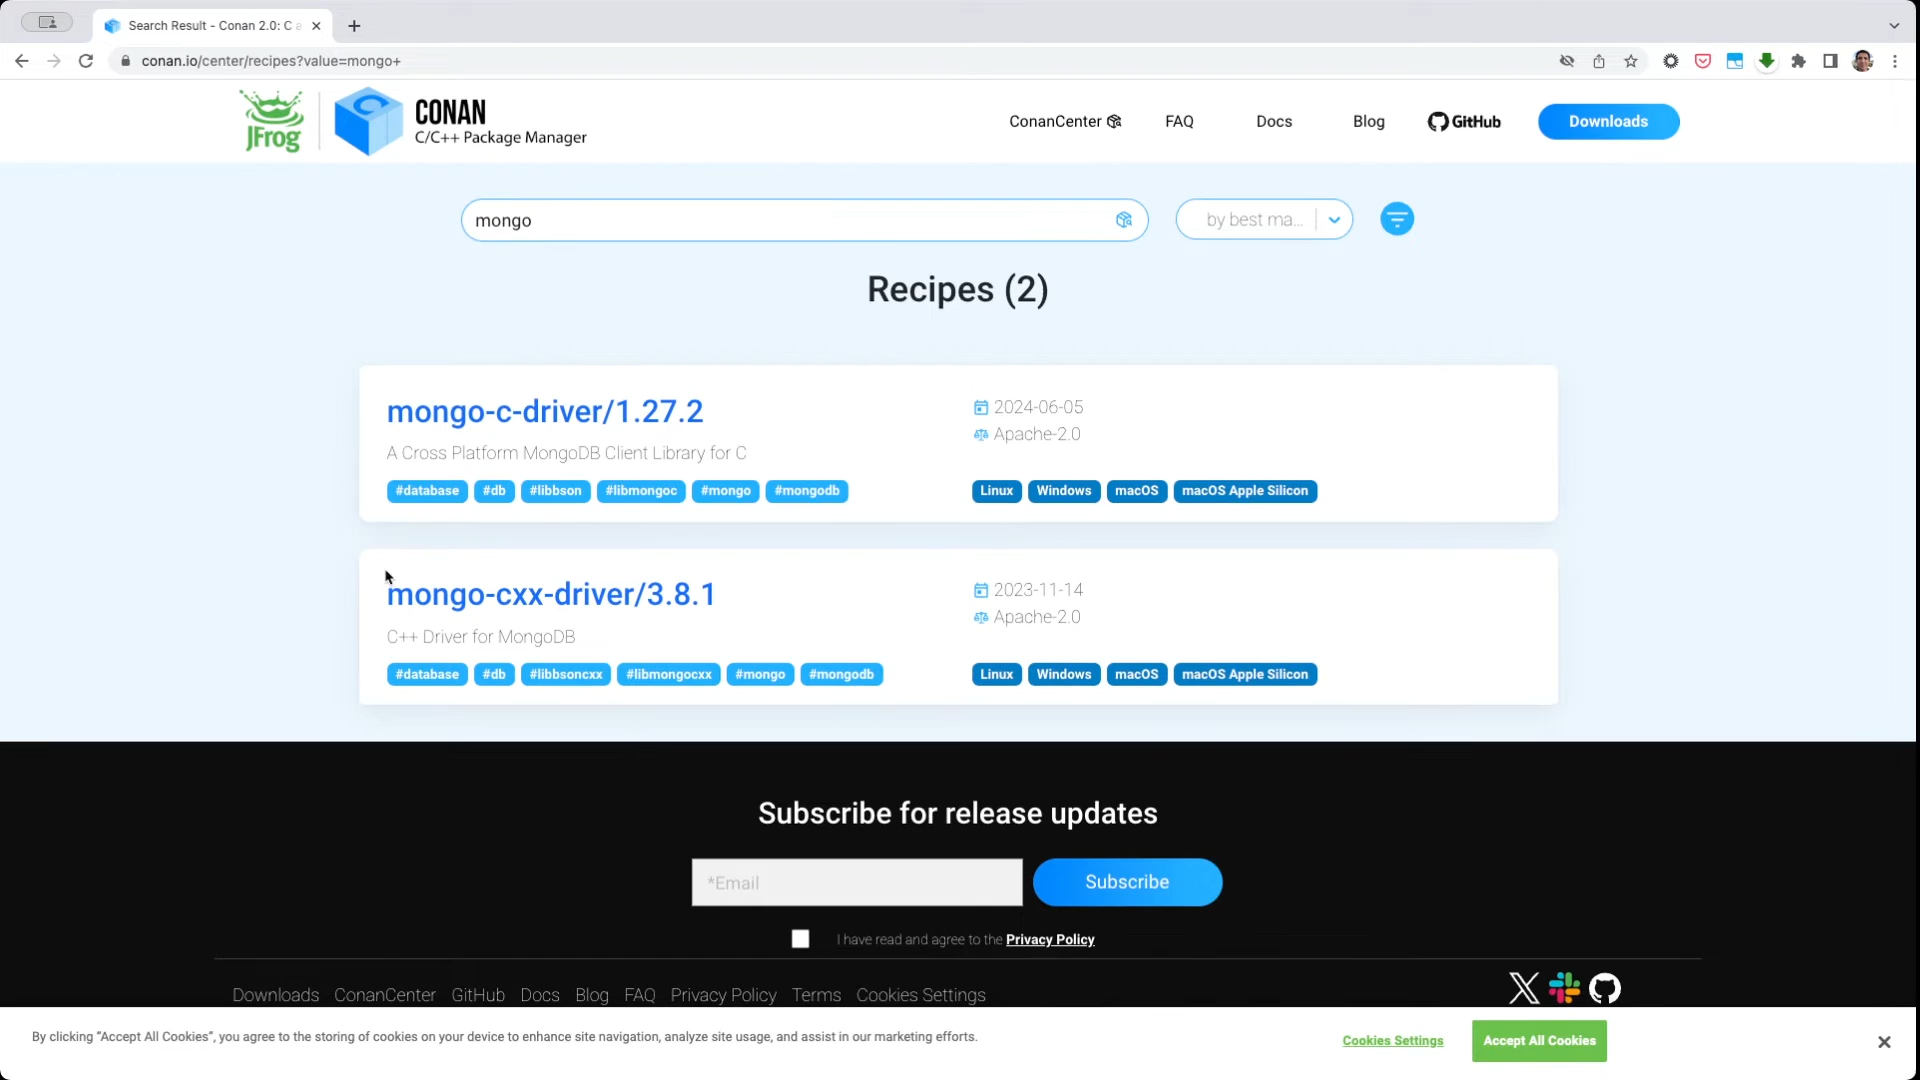 Search Result - Conan 2.0: C a
conan.io/center/recipes?value=mongo+
JFrog
CONAN
C/C++ Package Manager
ConanCenter FAQ Docs Blog GitHub Downloads
mongo
by best ma...
Recipes (2)
mongo-c-driver/1.27.2
2024-06-05
Apache-2.0
A Cross Platform MongoDB Client Library for C
#database #db #libbson #libmongoc #mongo #mongodb
Linux Windows macOS macOS Apple Silicon
mongo-cxx-driver/3.8.1
2023-11-14
Apache-2.0
C++ Driver for MongoDB
#database #db #libbsoncxx #libmongocxx #mongo #mongodb
Linux Windows macOS macOS Apple Silicon
Subscribe for release updates
*Email
Subscribe
I have read and agree to the Privacy Policy
Downloads ConanCenter GitHub Docs Blog FAQ Privacy Policy Terms Cookies Settings
By clicking “Accept All Cookies”, you agree to the storing of cookies on your device to enhance site navigation, analyze site usage, and assist in our marketing efforts.
Cookies Settings
Accept All Cookies